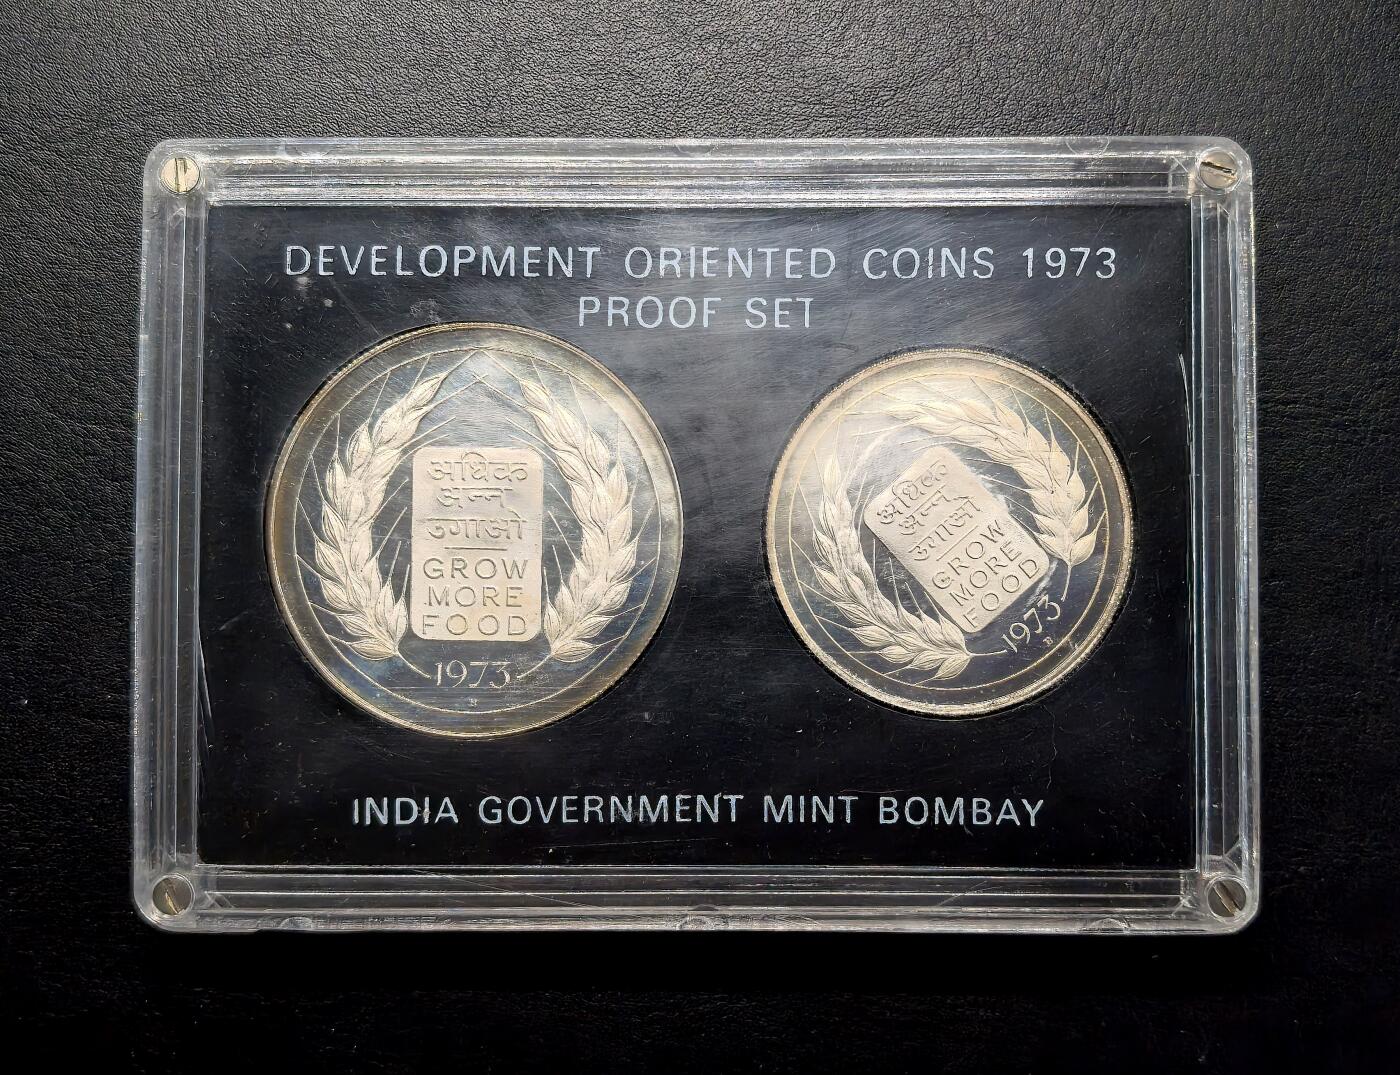 DEVELOPMENT ORIENTED COINS 1973
PROOF SET
अधिक
अन्न
उगाओ
GROW
MORE
FOOD
1973
अधिक
अन्न
उगाओ
GROW
MORE
FOOD
1973
INDIA GOVERNMENT MINT BOMBAY